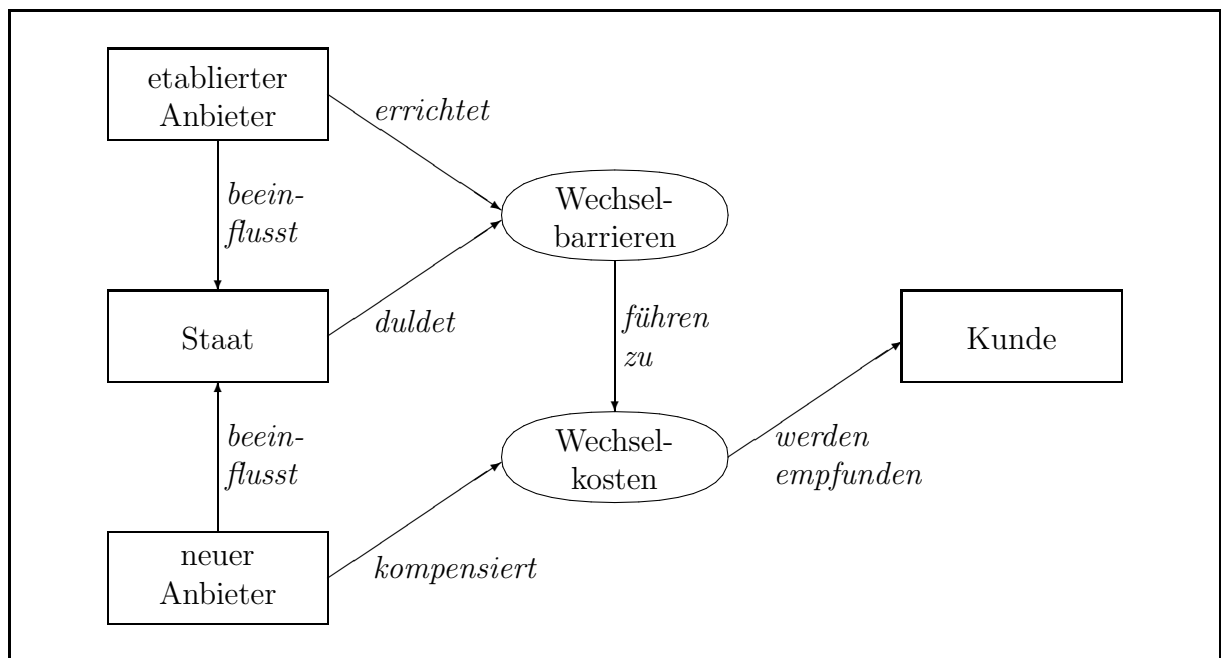 etablierter
Anbieter
errichtet
beein-
flusst
Wechsel-
barrieren
Staat
duldet
führen
zu
Kunde
beein-
flusst
Wechsel-
kosten
werden
empfunden
neuer
Anbieter
kompensiert